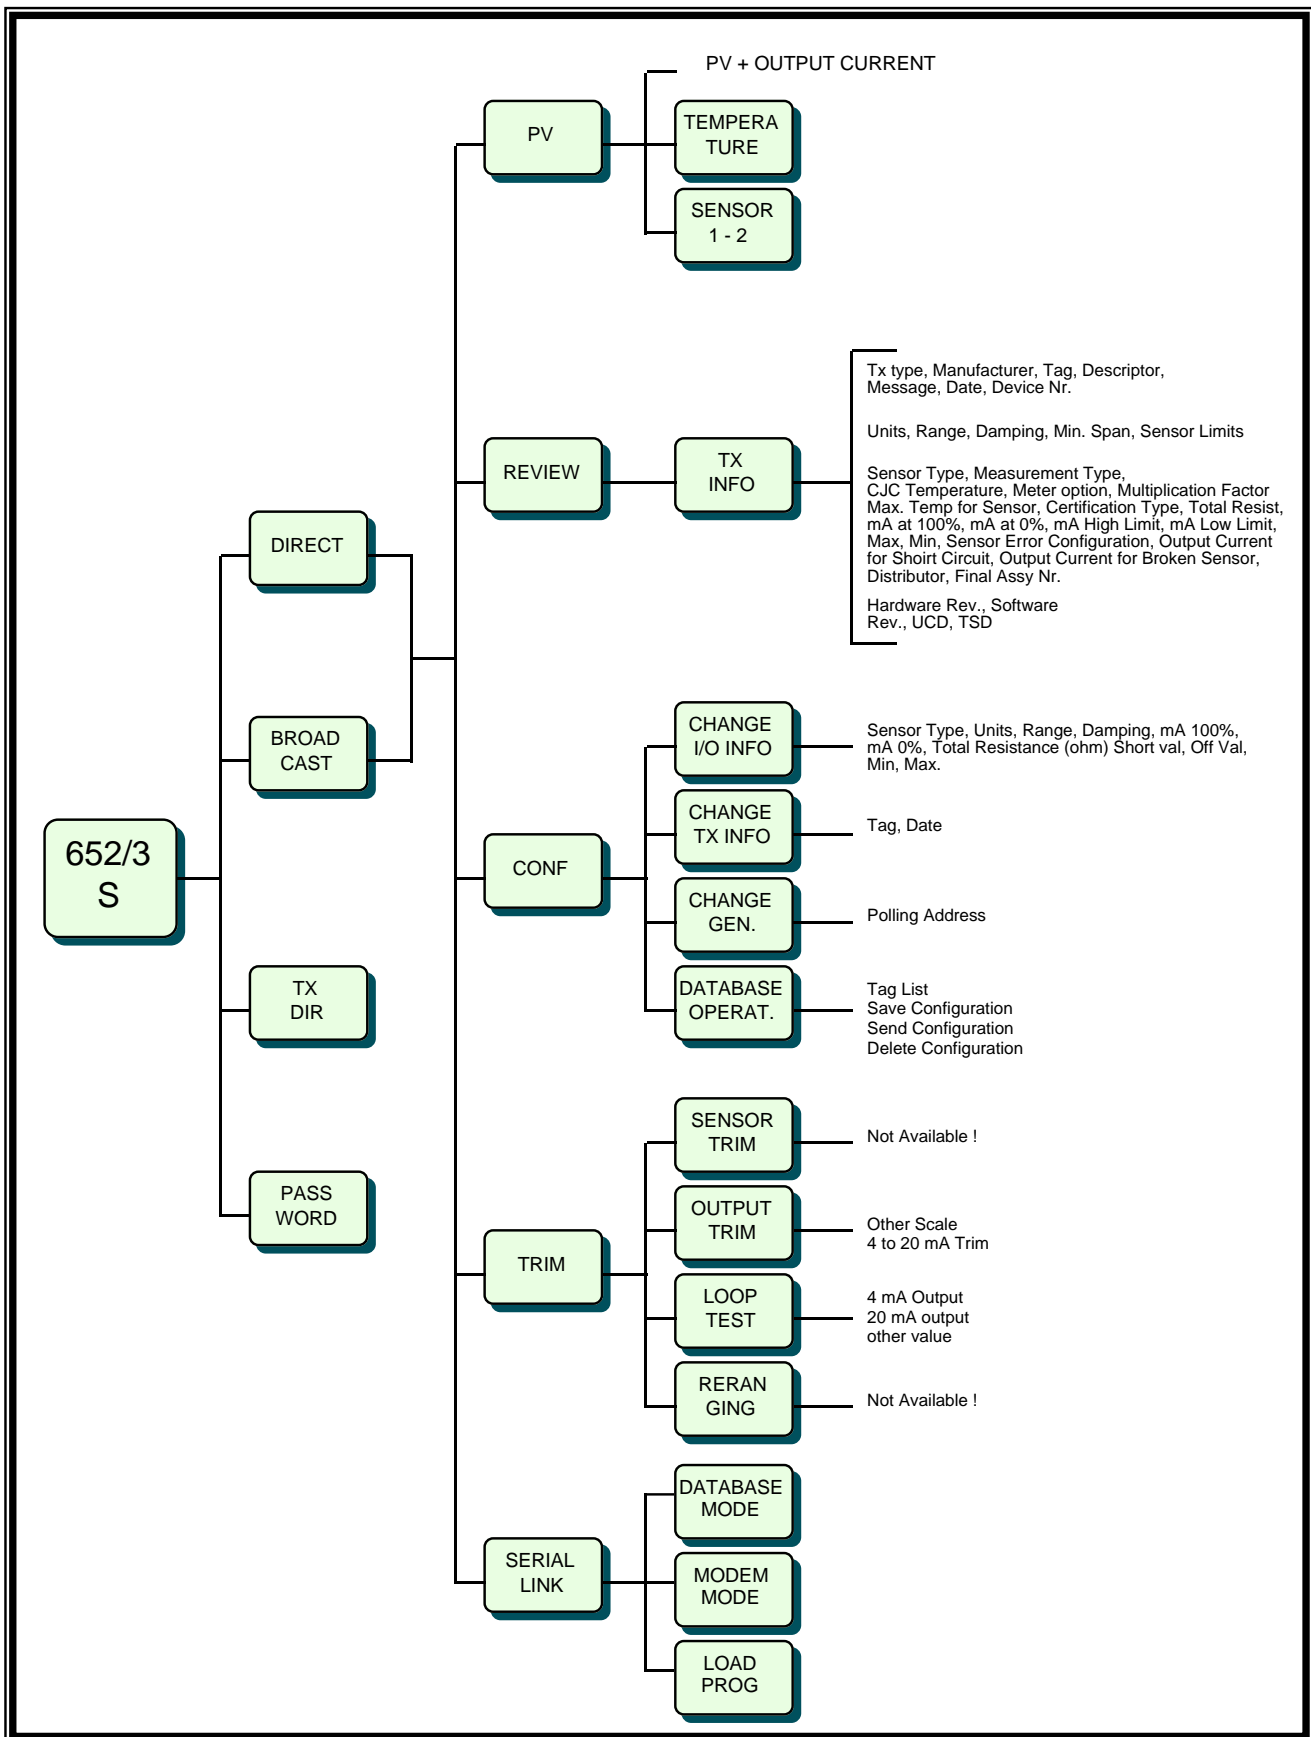 PV + OUTPUT CURRENT
PV
TEMPERA
TURE
SENSOR
1 - 2
REVIEW
TX
INFO
Tx type, Manufacturer, Tag, Descriptor,
Message, Date, Device Nr.
Units, Range, Damping, Min. Span, Sensor Limits
Sensor Type, Measurement Type,
CJC Temperature, Meter option, Multiplication Factor
Max. Temp for Sensor, Certification Type, Total Resist,
mA at 100%, mA at 0%, mA High Limit, mA Low Limit,
Max, Min, Sensor Error Configuration, Output Current
for Shoirt Circuit, Output Current for Broken Sensor,
Distributor, Final Assy Nr.
Hardware Rev., Software
Rev., UCD, TSD
DIRECT
BROAD
CAST
652/3
S
TX
DIR
PASS
WORD
CONF
CHANGE
I/O INFO
Sensor Type, Units, Range, Damping, mA 100%,
mA 0%, Total Resistance (ohm) Short val, Off Val,
Min, Max.
CHANGE
TX INFO
Tag, Date
CHANGE
GEN.
Polling Address
DATABASE
OPERAT.
Tag List
Save Configuration
Send Configuration
Delete Configuration
TRIM
SENSOR
TRIM
Not Available !
OUTPUT
TRIM
Other Scale
4 to 20 mA Trim
LOOP
TEST
4 mA Output
20 mA output
other value
RERAN
GING
Not Available !
SERIAL
LINK
DATABASE
MODE
MODEM
MODE
LOAD
PROG